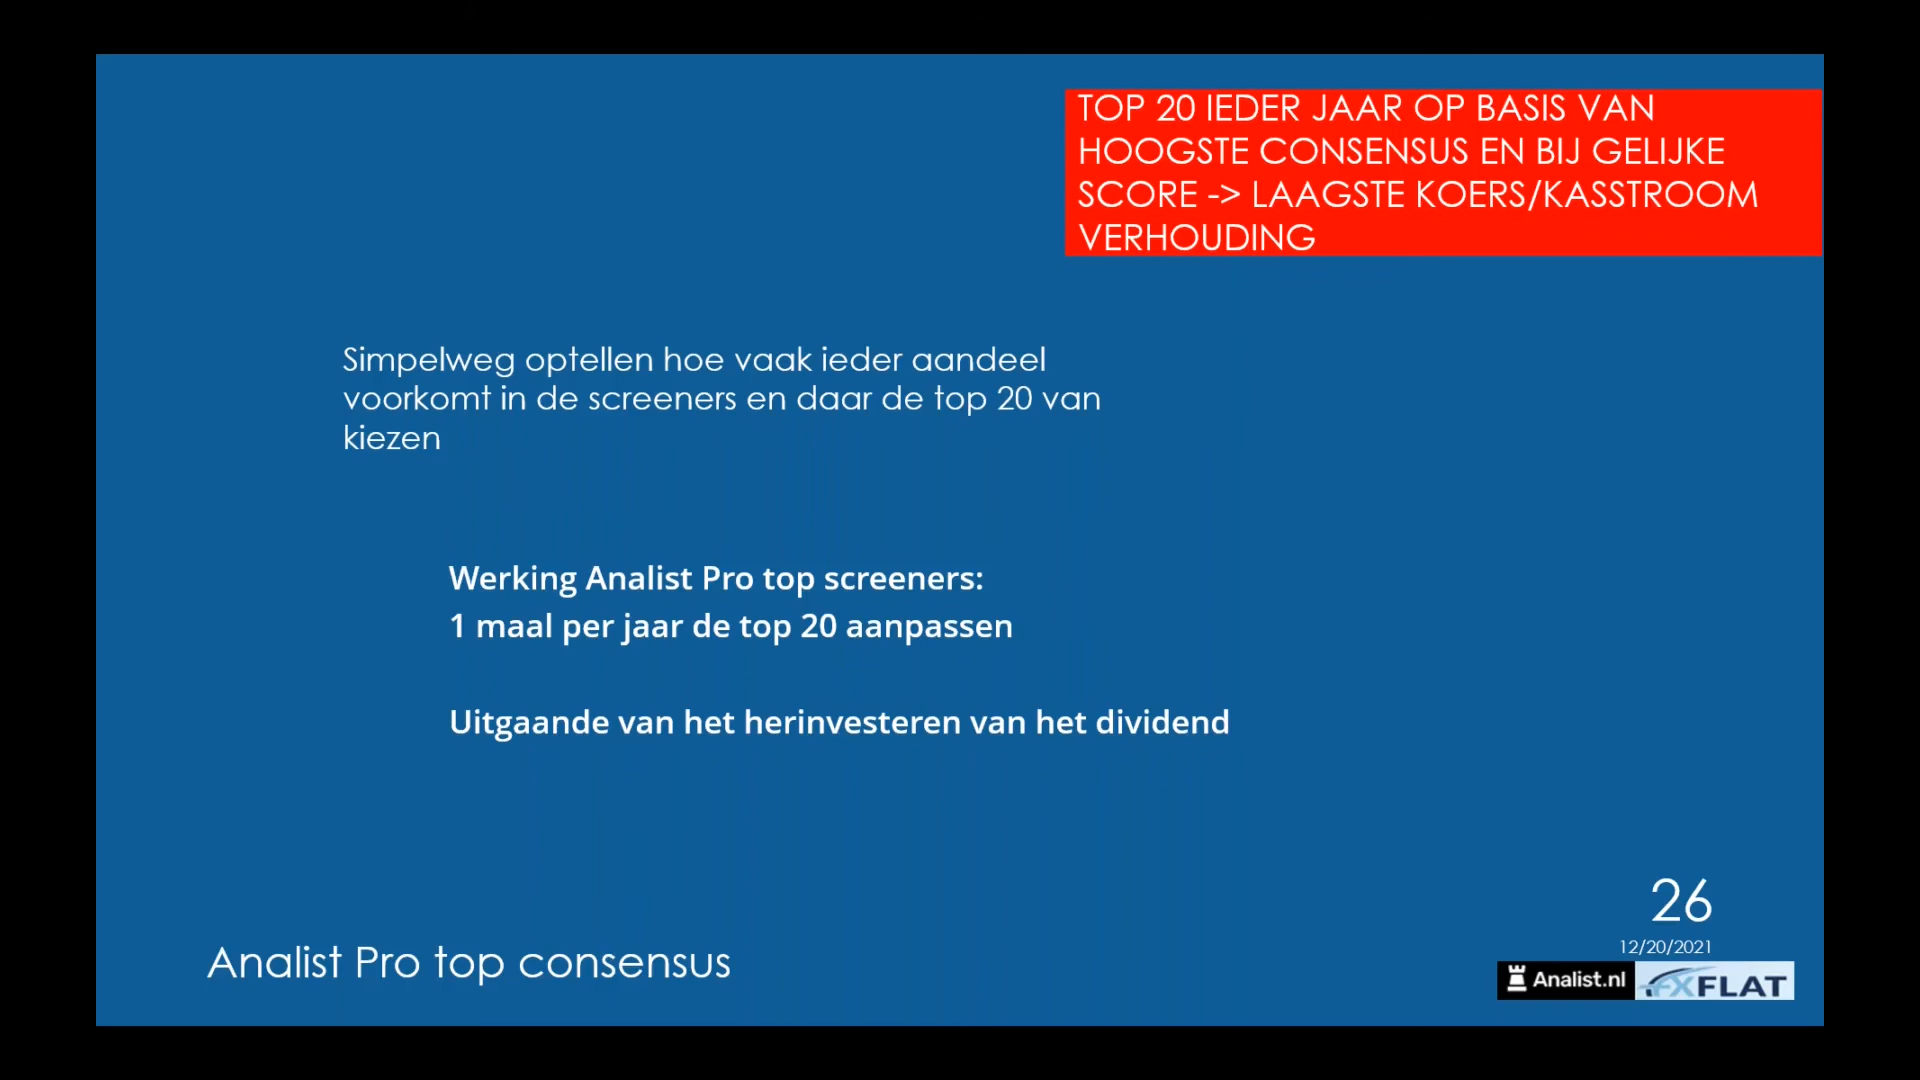 TOP 20 IEDER JAAR OP BASIS VAN
HOOGSTE CONSENSUS EN BIJ GELIJKE
SCORE -> LAAGSTE KOERS/KASSTROOM
VERHOUDING
Simpelweg optellen hoe vaak ieder aandeel
voorkomt in de screeners en daar de top 20 van
kiezen
Werking Analist Pro top screeners:
1 maal per jaar de top 20 aanpassen
Uitgaande van het herinvesteren van het dividend
26
12/20/2021
Analist Pro top consensus
Analist.nl
FXFLAT